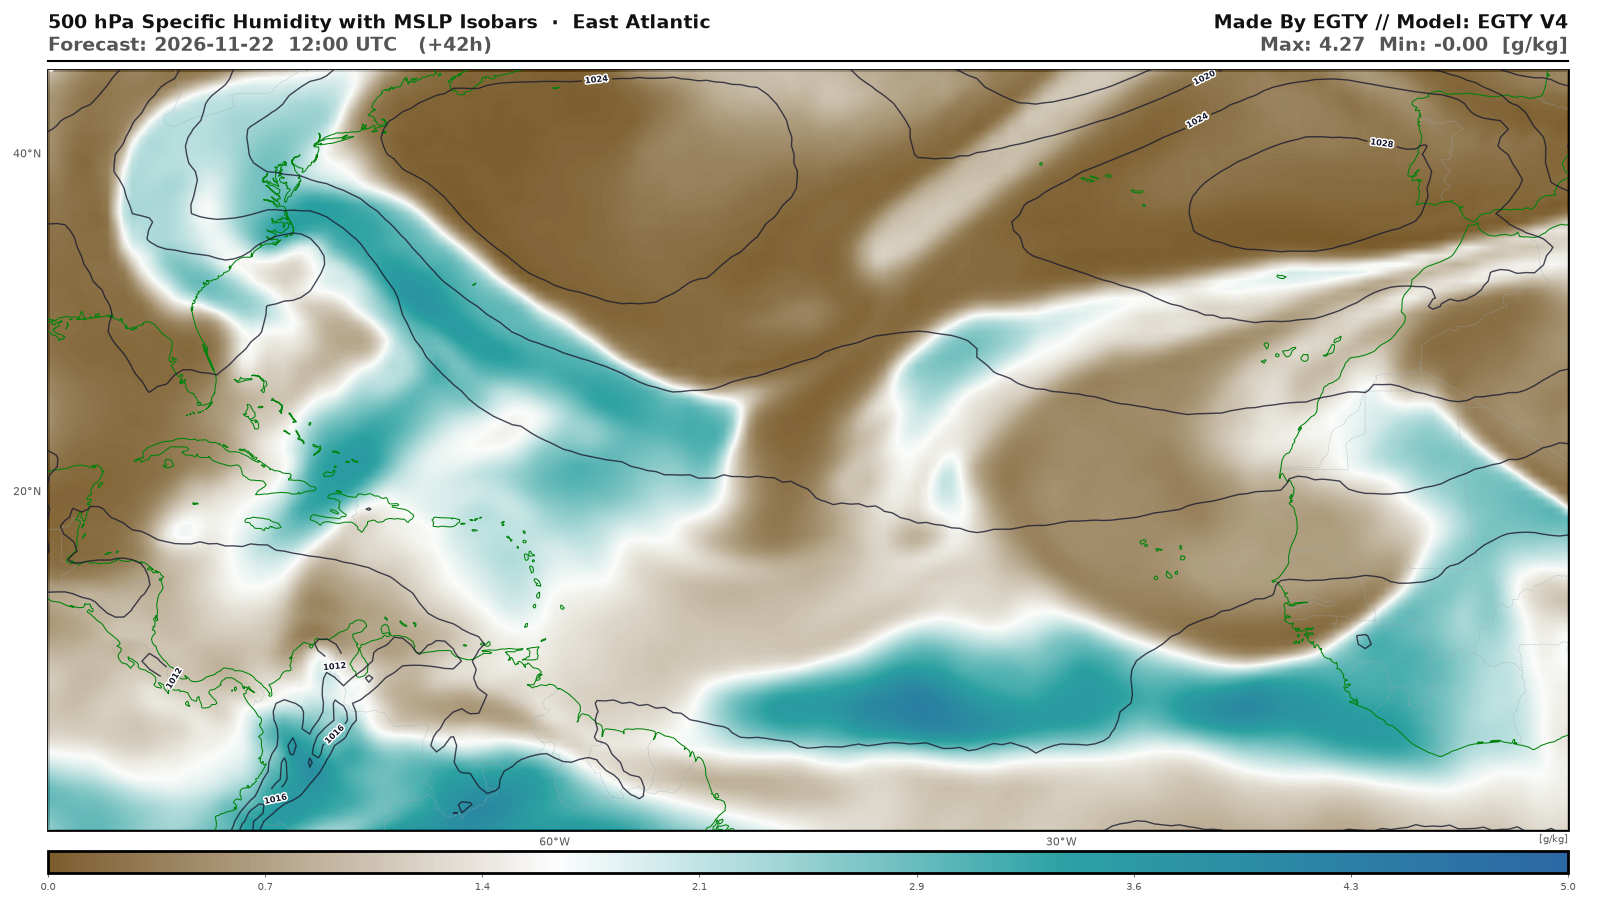 500 hPa Specific Humidity with MSLP Isobars · East Atlantic
Made By EGTY // Model: EGTY V4
Forecast: 2026-11-22 12:00 UTC (+42h)
Max: 4.27 Min: -0.00 [g/kg]
1024
1020
1024
1028
40°N
20°N
1012
1012
1016
1016
60°W
30°W
[g/kg]
0.0
0.7
1.4
2.1
2.9
3.6
4.3
5.0